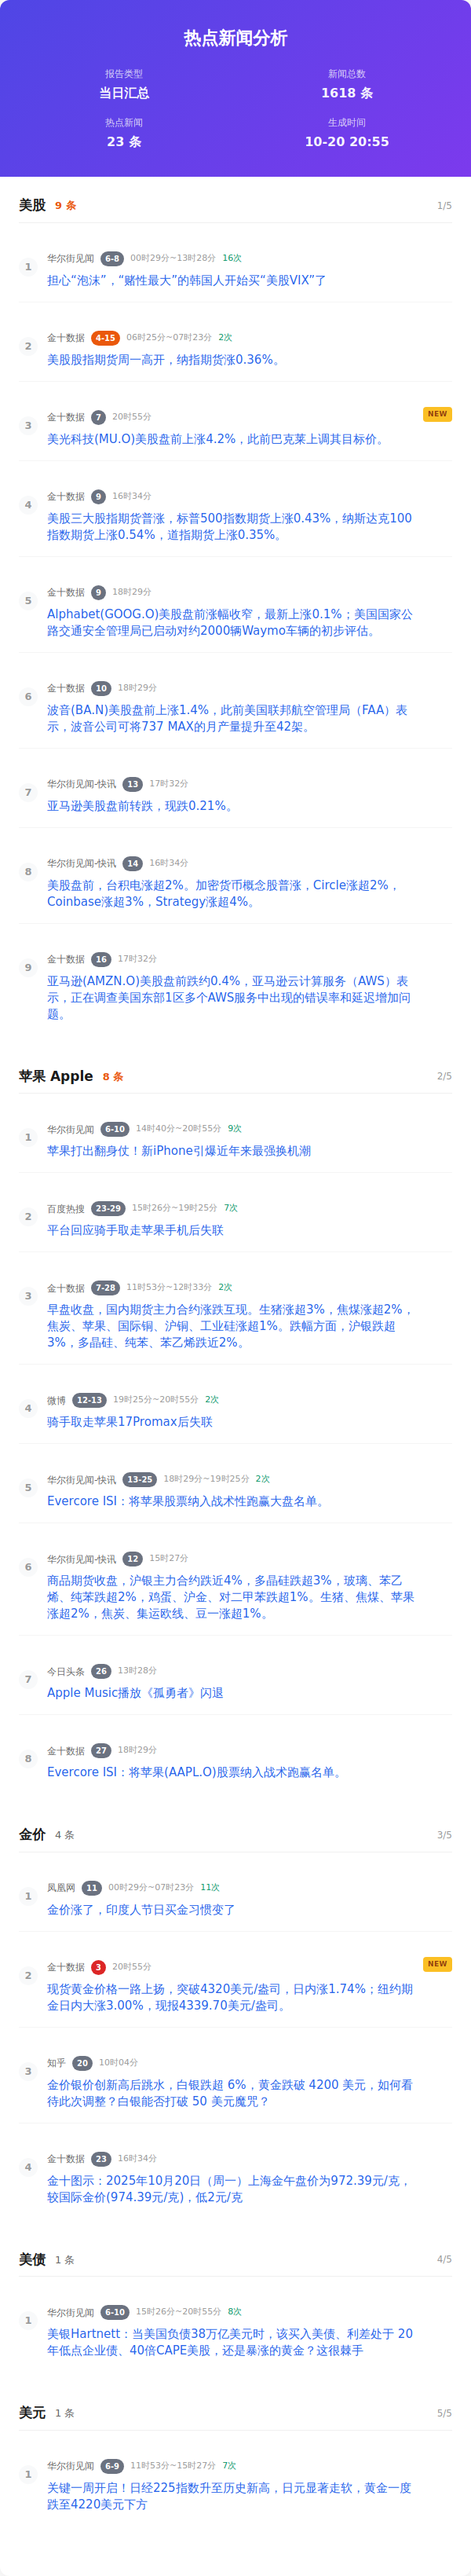 热点新闻分析
报告类型
当日汇总
新闻总数
1618 条
热点新闻
23 条
生成时间
10-20 20:55
美股 9 条 1/5
1
华尔街见闻 6-8 00时29分~13时28分 16次
担心“泡沫”，“赌性最大”的韩国人开始买“美股VIX”了
2
金十数据 4-15 06时25分~07时23分 2次
美股股指期货周一高开，纳指期货涨0.36%。
3
金十数据 7 20时55分 NEW
美光科技(MU.O)美股盘前上涨4.2%，此前巴克莱上调其目标价。
4
金十数据 9 16时34分
美股三大股指期货普涨，标普500指数期货上涨0.43%，纳斯达克100
指数期货上涨0.54%，道指期货上涨0.35%。
5
金十数据 9 18时29分
Alphabet(GOOG.O)美股盘前涨幅收窄，最新上涨0.1%；美国国家公
路交通安全管理局已启动对约2000辆Waymo车辆的初步评估。
6
金十数据 10 18时29分
波音(BA.N)美股盘前上涨1.4%，此前美国联邦航空管理局（FAA）表
示，波音公司可将737 MAX的月产量提升至42架。
7
华尔街见闻-快讯 13 17时32分
亚马逊美股盘前转跌，现跌0.21%。
8
华尔街见闻-快讯 14 16时34分
美股盘前，台积电涨超2%。加密货币概念股普涨，Circle涨超2%，
Coinbase涨超3%，Strategy涨超4%。
9
金十数据 16 17时32分
亚马逊(AMZN.O)美股盘前跌约0.4%，亚马逊云计算服务（AWS）表
示，正在调查美国东部1区多个AWS服务中出现的错误率和延迟增加问
题。
苹果 Apple 8 条 2/5
1
华尔街见闻 6-10 14时40分~20时55分 9次
苹果打出翻身仗！新iPhone引爆近年来最强换机潮
2
百度热搜 23-29 15时26分~19时25分 7次
平台回应骑手取走苹果手机后失联
3
金十数据 7-28 11时53分~12时33分 2次
早盘收盘，国内期货主力合约涨跌互现。生猪涨超3%，焦煤涨超2%，
焦炭、苹果、国际铜、沪铜、工业硅涨超1%。跌幅方面，沪银跌超
3%，多晶硅、纯苯、苯乙烯跌近2%。
4
微博 12-13 19时25分~20时55分 2次
骑手取走苹果17Promax后失联
5
华尔街见闻-快讯 13-25 18时29分~19时25分 2次
Evercore ISI：将苹果股票纳入战术性跑赢大盘名单。
6
华尔街见闻-快讯 12 15时27分
商品期货收盘，沪银主力合约跌近4%，多晶硅跌超3%，玻璃、苯乙
烯、纯苯跌超2%，鸡蛋、沪金、对二甲苯跌超1%。生猪、焦煤、苹果
涨超2%，焦炭、集运欧线、豆一涨超1%。
7
今日头条 26 13时28分
Apple Music播放《孤勇者》闪退
8
金十数据 27 18时29分
Evercore ISI：将苹果(AAPL.O)股票纳入战术跑赢名单。
金价 4 条 3/5
1
凤凰网 11 00时29分~07时23分 11次
金价涨了，印度人节日买金习惯变了
2
金十数据 3 20时55分 NEW
现货黄金价格一路上扬，突破4320美元/盎司，日内涨1.74%；纽约期
金日内大涨3.00%，现报4339.70美元/盎司。
3
知乎 20 10时04分
金价银价创新高后跳水，白银跌超 6%，黄金跌破 4200 美元，如何看
待此次调整？白银能否打破 50 美元魔咒？
4
金十数据 23 16时34分
金十图示：2025年10月20日（周一）上海金午盘价为972.39元/克，
较国际金价(974.39元/克)，低2元/克
美债 1 条 4/5
1
华尔街见闻 6-10 15时26分~20时55分 8次
美银Hartnett：当美国负债38万亿美元时，该买入美债、利差处于 20
年低点企业债、40倍CAPE美股，还是暴涨的黄金？这很棘手
美元 1 条 5/5
1
华尔街见闻 6-9 11时53分~15时27分 7次
关键一周开启！日经225指数升至历史新高，日元显著走软，黄金一度
跌至4220美元下方